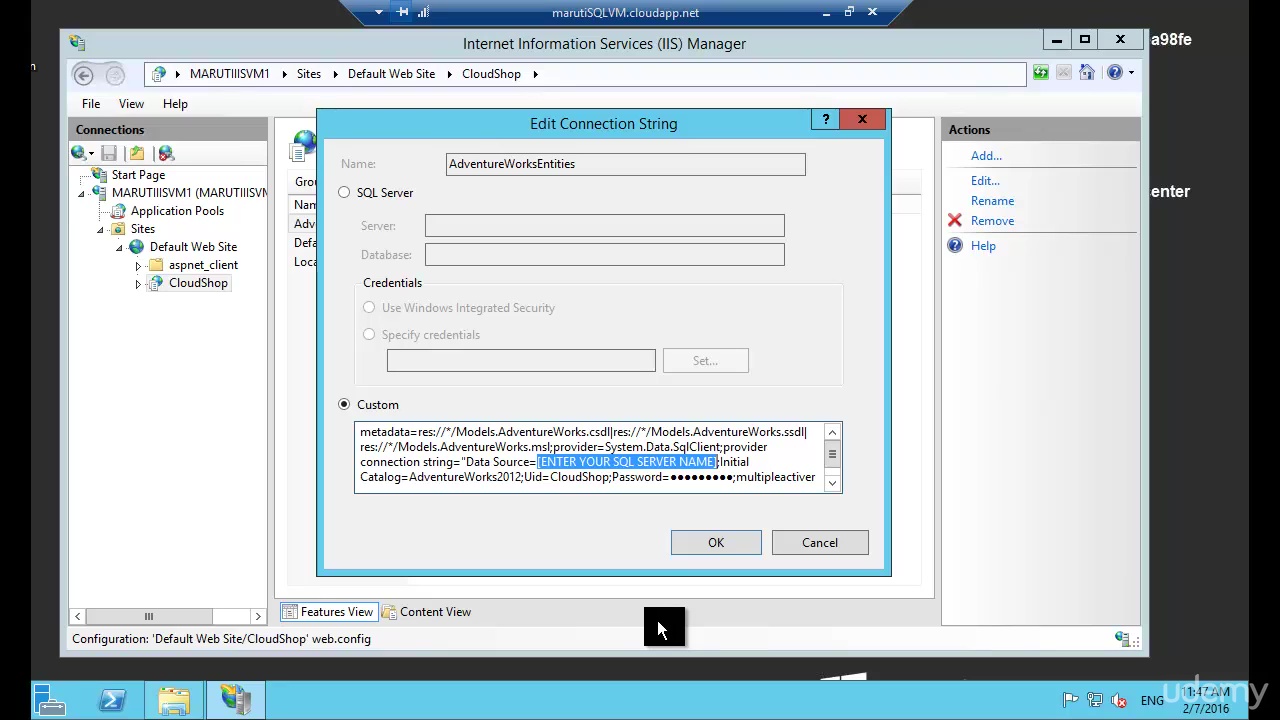 marutiSQLVM.cloudapp.net
a98fe
Internet Information Services (IIS) Manager
MARUTIIISVM1 Sites Default Web Site CloudShop
File View Help
Connections
Start Page
MARUTIIISVM1 (MARUTIISVM
Application Pools
Sites
Default Web Site
aspnet_client
CloudShop
Grou
Nam
Adv
Defa
Loca
Edit Connection String
?
X
Name: AdventureWorksEntities
SQL Server
Server:
Database:
Credentials
Use Windows Integrated Security
Specify credentials
Set...
Custom
metadata=res://*/Models.AdventureWorks.csdl|res://*/Models.AdventureWorks.ssdl|
res://*/Models.AdventureWorks.msl;provider=System.Data.SqlClient;provider
connection string="Data Source=[ENTER YOUR SQL SERVER NAME];Initial
Catalog=AdventureWorks2012;Uid=CloudShop;Password=●●●●●●●●●;multipleactiver
OK Cancel
Actions
Add...
Edit...
Rename
Remove
Help
enter
Features View Content View
Configuration: 'Default Web Site/CloudShop' web.config
ENG
11:47 AM
2/7/2016
udemy